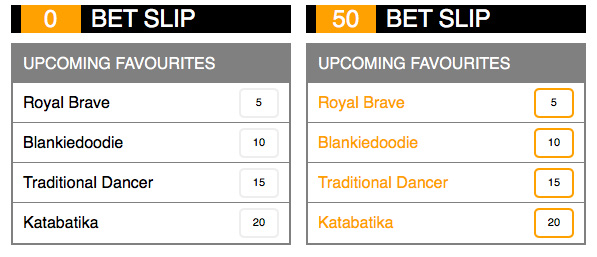 0 BET SLIP
UPCOMING FAVOURITES
Royal Brave 5
Blankiedoodie 10
Traditional Dancer 15
Katabatika 20
50 BET SLIP
UPCOMING FAVOURITES
Royal Brave 5
Blankiedoodie 10
Traditional Dancer 15
Katabatika 20